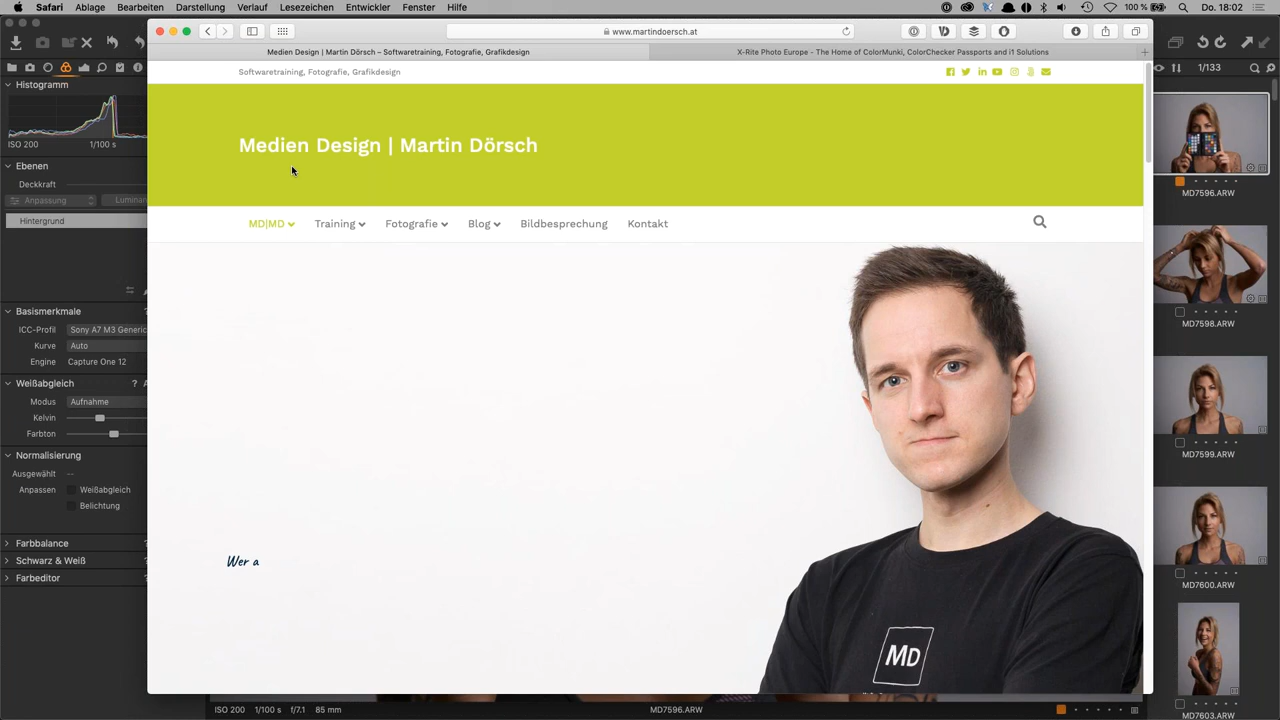 Safari Ablage Bearbeiten Darstellung Verlauf Lesezeichen Entwickler Fenster Hilfe 100 % Do. 18:02
www.martindoersch.at
Medien Design | Martin Dörsch – Softwaretraining, Fotografie, Grafikdesign
X-Rite Photo Europe - The Home of ColorMunki, ColorChecker Passports and i1 Solutions
1/133
Softwaretraining, Fotografie, Grafikdesign
Medien Design | Martin Dörsch
MD|MD Training Fotografie Blog Bildbesprechung Kontakt
Wer a
MD
Histogramm
ISO 200 1/100 s
Ebenen
Deckkraft
Anpassung
Hintergrund
Basismerkmale
ICC-Profil Sony A7 M3 Generic
Kurve Auto
Engine Capture One 12
Weißabgleich ?
Modus Aufnahme
Kelvin
Farbton
Normalisierung
Ausgewählt --
Anpassen Weißabgleich
Belichtung
Farbbalance
Schwarz & Weiß
Farbeditor
MD7596.ARW
MD7598.ARW
MD7599.ARW
MD7600.ARW
MD7603.ARW
ISO 200 1/100 s f/7.1 85 mm MD7596.ARW